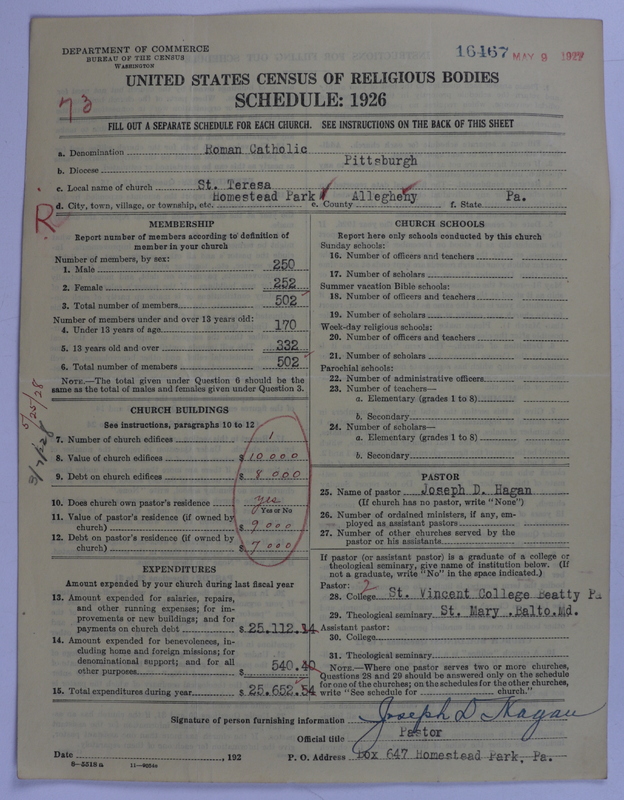 DEPARTMENT OF COMMERCE
BUREAU OF THE CENSUS
WASHINGTON
16467 MAY 9 1927
UNITED STATES CENSUS OF RELIGIOUS BODIES
SCHEDULE: 1926
73
FILL OUT A SEPARATE SCHEDULE FOR EACH CHURCH. SEE INSTRUCTIONS ON THE BACK OF THIS SHEET
a. Denomination Roman Catholic
b. Diocese Pittsburgh
c. Local name of church St. Teresa
d. City, town, village, or township, etc. Homestead Park e. County Allegheny f. State Pa.
R
MEMBERSHIP
Report number of members according to definition of
member in your church
Number of members, by sex:
1. Male 250
2. Female 252
3. Total number of members 502
Number of members under and over 13 years old:
4. Under 13 years of age 170
5. 13 years old and over 332
6. Total number of members 502
NOTE.—The total given under Question 6 should be the
same as the total of males and females given under Question 3.
5/25/28
3/7/28
CHURCH BUILDINGS
See instructions, paragraphs 10 to 12
7. Number of church edifices 1
8. Value of church edifices $ 10000
9. Debt on church edifices $ 8000
10. Does church own pastor's residence yes
Yes or No
11. Value of pastor's residence (if owned by
church) $ 9000
12. Debt on pastor's residence (if owned by
church) $ 7000
EXPENDITURES
Amount expended by your church during last fiscal year
13. Amount expended for salaries, repairs,
and other running expenses; for im-
provements or new buildings; and for
payments on church debt $ 25,112.14
14. Amount expended for benevolences, in-
cluding home and foreign missions; for
denominational support; and for all
other purposes $ 540.40
15. Total expenditures during year $ 25,652.54
CHURCH SCHOOLS
Report here only schools conducted by this church
Sunday schools:
16. Number of officers and teachers
17. Number of scholars
Summer vacation Bible schools:
18. Number of officers and teachers
19. Number of scholars
Week-day religious schools:
20. Number of officers and teachers
21. Number of scholars
Parochial schools:
22. Number of administrative officers
23. Number of teachers—
a. Elementary (grades 1 to 8)
b. Secondary
24. Number of scholars—
a. Elementary (grades 1 to 8)
b. Secondary
PASTOR
25. Name of pastor Joseph D. Hagan
(If church has no pastor, write "None")
26. Number of ordained ministers, if any, em-
ployed as assistant pastors
27. Number of other churches served by the
pastor or his assistants
If pastor (or assistant pastor) is a graduate of a college or
theological seminary, give name of institution below. (If
not a graduate, write "No" in the space indicated.)
Pastor: 2
28. College St. Vincent College Beatty Pa
29. Theological seminary St. Mary .Balto.Md.
Assistant pastor:
30. College
31. Theological seminary
NOTE.—Where one pastor serves two or more churches,
Questions 28 and 29 should be answered only on the schedule
for one of the churches; on the schedules for the other churches,
write "See schedule for church."
Signature of person furnishing information Joseph D Hagan
Official title Pastor
Date , 192 P. O. Address Box 647 Homestead Park, Pa.
8-5518a